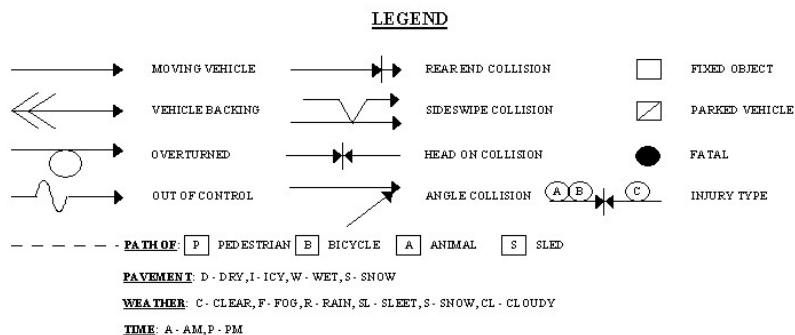 LEGEND
MOVING VEHICLE REAR END COLLISION FIXED OBJECT
VEHICLE BACKING SIDESWIPE COLLISION PARKED VEHICLE
OVERTURNED HEAD ON COLLISION FATAL
OUT OF CONTROL ANGLE COLLISION A B C INJURY TYPE
PATH OF: P PEDESTRIAN B BICYCLE A ANIMAL S SLED
PAVEMENT: D - DRY, I - ICY, W - WET, S - SNOW
WEATHER: C - CLEAR, F - FOG, R - RAIN, SL - SLEET, S - SNOW, CL - CLOUDY
TIME: A - AM, P - PM